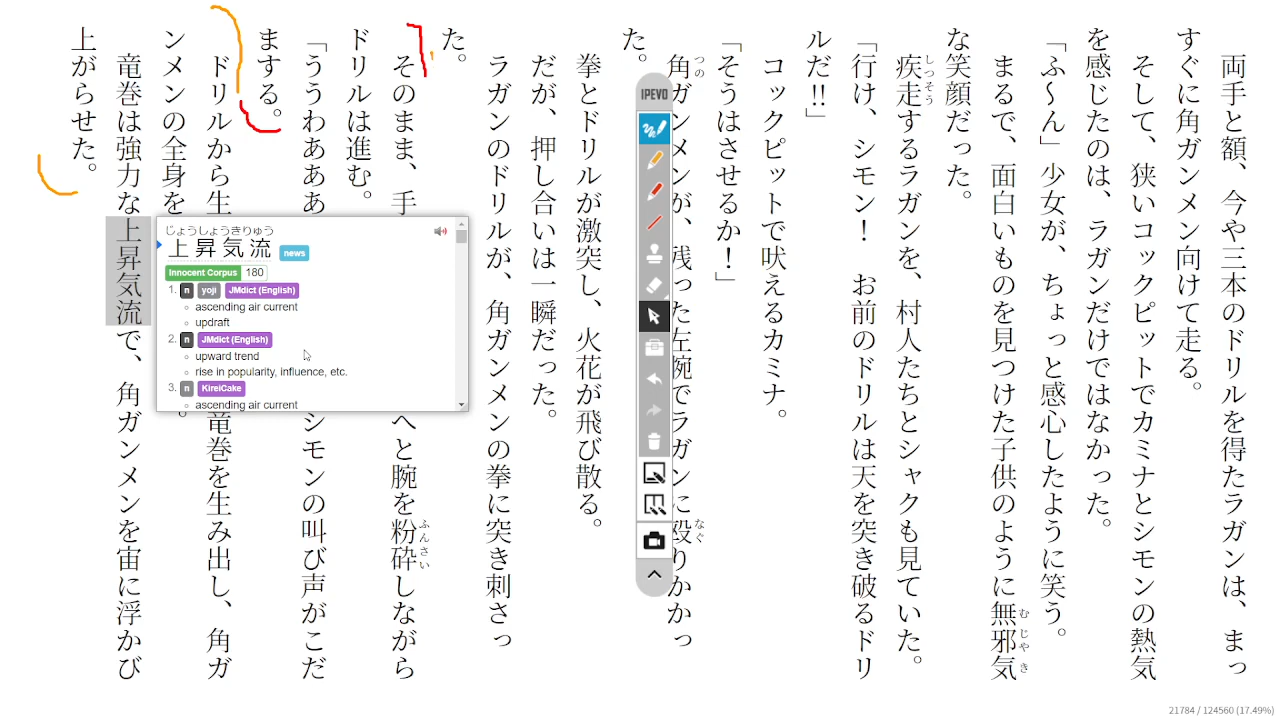 両手と額、今や三本のドリルを得たラガンは、まっ
すぐに角ガンメン向けて走る。
そして、狭いコックピットでカミナとシモンの熱気
を感じたのは、ラガンだけではなかった。
「ふ〜ん」少女が、ちょっと感心したように笑う。
まるで、面白いものを見つけた子供のように無邪気
むじゃき
な笑顔だった。
疾走するラガンを、村人たちとシャクも見ていた。
しっそう
「行け、シモン！　お前のドリルは天を突き破るドリ
ルだ!!」
コックピットで吠えるカミナ。
「そうはさせるか！」
角ガンメンが、残った左腕でラガンに殴りかかっ
つの
なぐ
た。
拳とドリルが激突し、火花が飛び散る。
だが、押し合いは一瞬だった。
ラガンのドリルが、角ガンメンの拳に突き刺さっ
た。
そのまま、手 へと腕を粉砕しながら
ふんさい
ドリルは進む。
「ううわあああ シモンの叫び声がこだ
まする。
ドリルから生 竜巻を生み出し、角ガ
ンメンの全身を 。
竜巻は強力な上昇気流で、角ガンメンを宙に浮かび
上がらせた。
じょうしょうきりゅう
上昇気流 news
Innocent Corpus 180
1. n yoji JMdict (English)
ascending air current
updraft
2. n JMdict (English)
upward trend
rise in popularity, influence, etc.
3. n KireiCake
ascending air current
IPEVO
21784 / 124560 (17.49%)